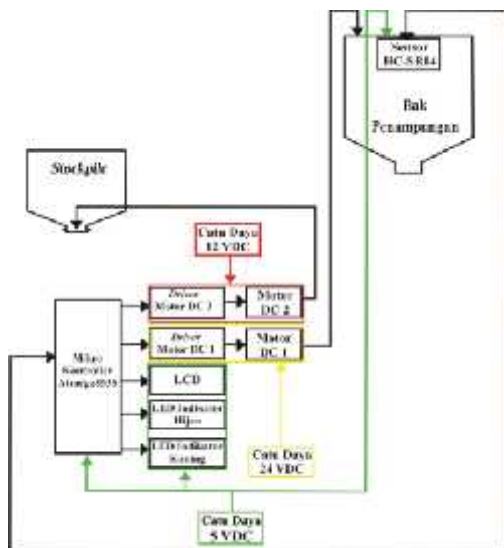 Sensor
HC-SR04
Bak
Penampungan
Stockpile
Catu Daya
12 VDC
Driver
Motor DC 2
Motor
DC 2
Driver
Motor DC 1
Motor
DC 1
Mikro
Kontroller
Atmega8535
LCD
LED Indikator
Hijau
LED Indikator
Kuning
Catu Daya
24 VDC
Catu Daya
5 VDC